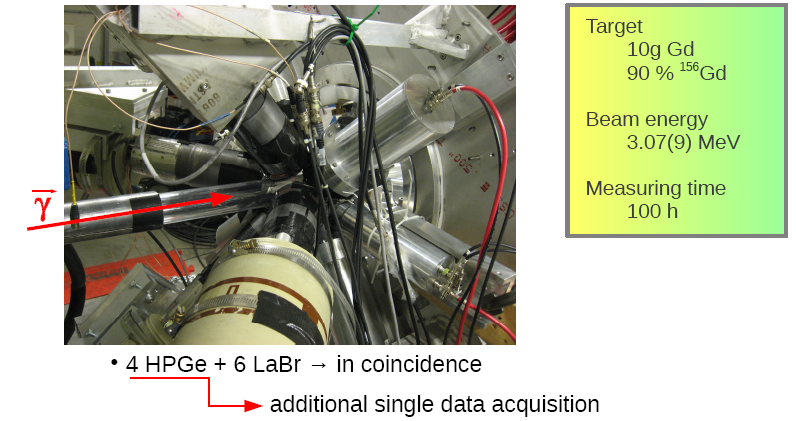 Target
10g Gd
90 % ¹⁵⁶Gd
Beam energy
3.07(9) MeV
Measuring time
100 h
γ⃗
• 4 HPGe + 6 LaBr → in coincidence
additional single data acquisition